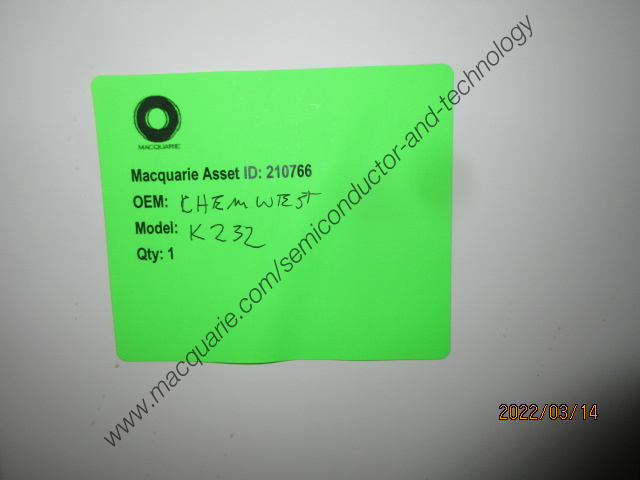 MACQUARIE
Macquarie Asset ID: 210766
OEM: CHEMWEST
Model: K232
Qty: 1
www.macquarie.com/semiconductor-and-technology
2022/03/14